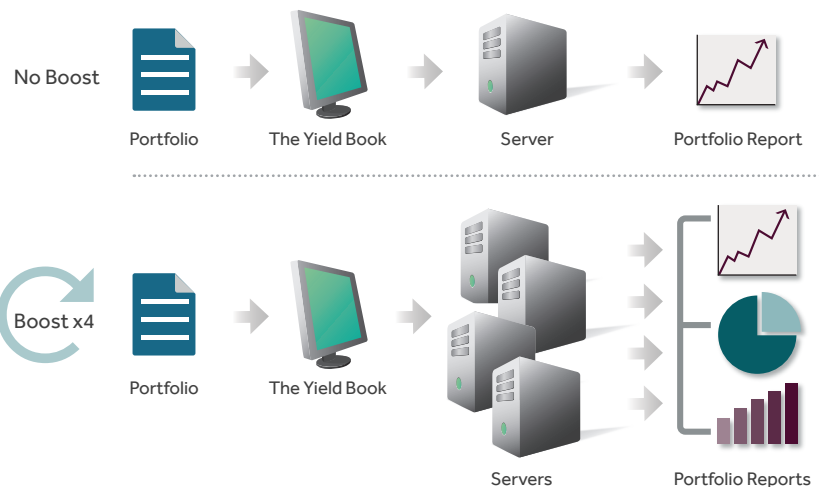 No Boost
Portfolio
The Yield Book
Server
Portfolio Report
Boost x4
Portfolio
The Yield Book
Servers
Portfolio Reports